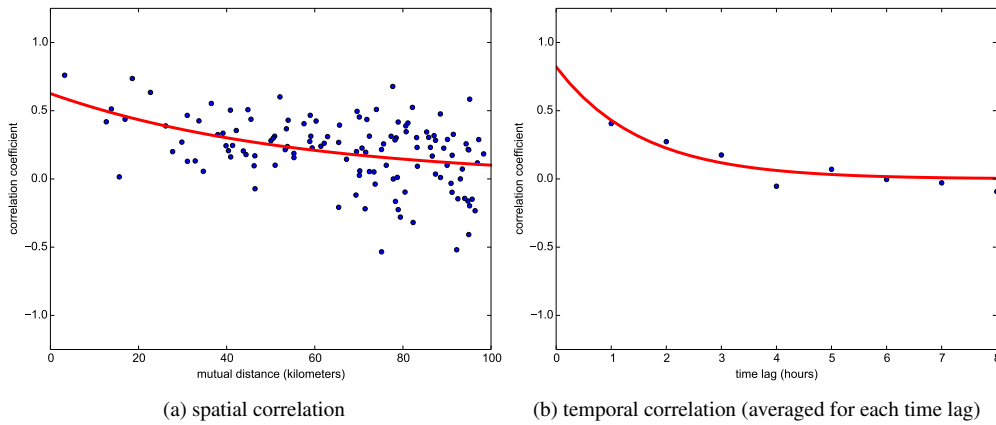 1.0
0.5
0.0
−0.5
−1.0
correlation coefficient
0 20 40 60 80 100
mutual distance (kilometers)
(a) spatial correlation
1.0
0.5
0.0
−0.5
−1.0
correlation coefficient
0 1 2 3 4 5 6 7 8
time lag (hours)
(b) temporal correlation (averaged for each time lag)